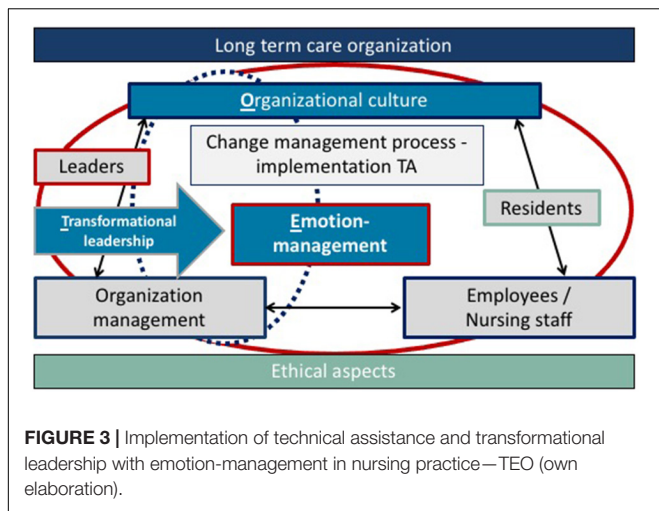 Long term care organization
Organizational culture
Change management process -
implementation TA
Leaders
Residents
Transformational
leadership
Emotion-
management
Organization
management
Employees /
Nursing staff
Ethical aspects
FIGURE 3 | Implementation of technical assistance and transformational
leadership with emotion-management in nursing practice—TEO (own
elaboration).